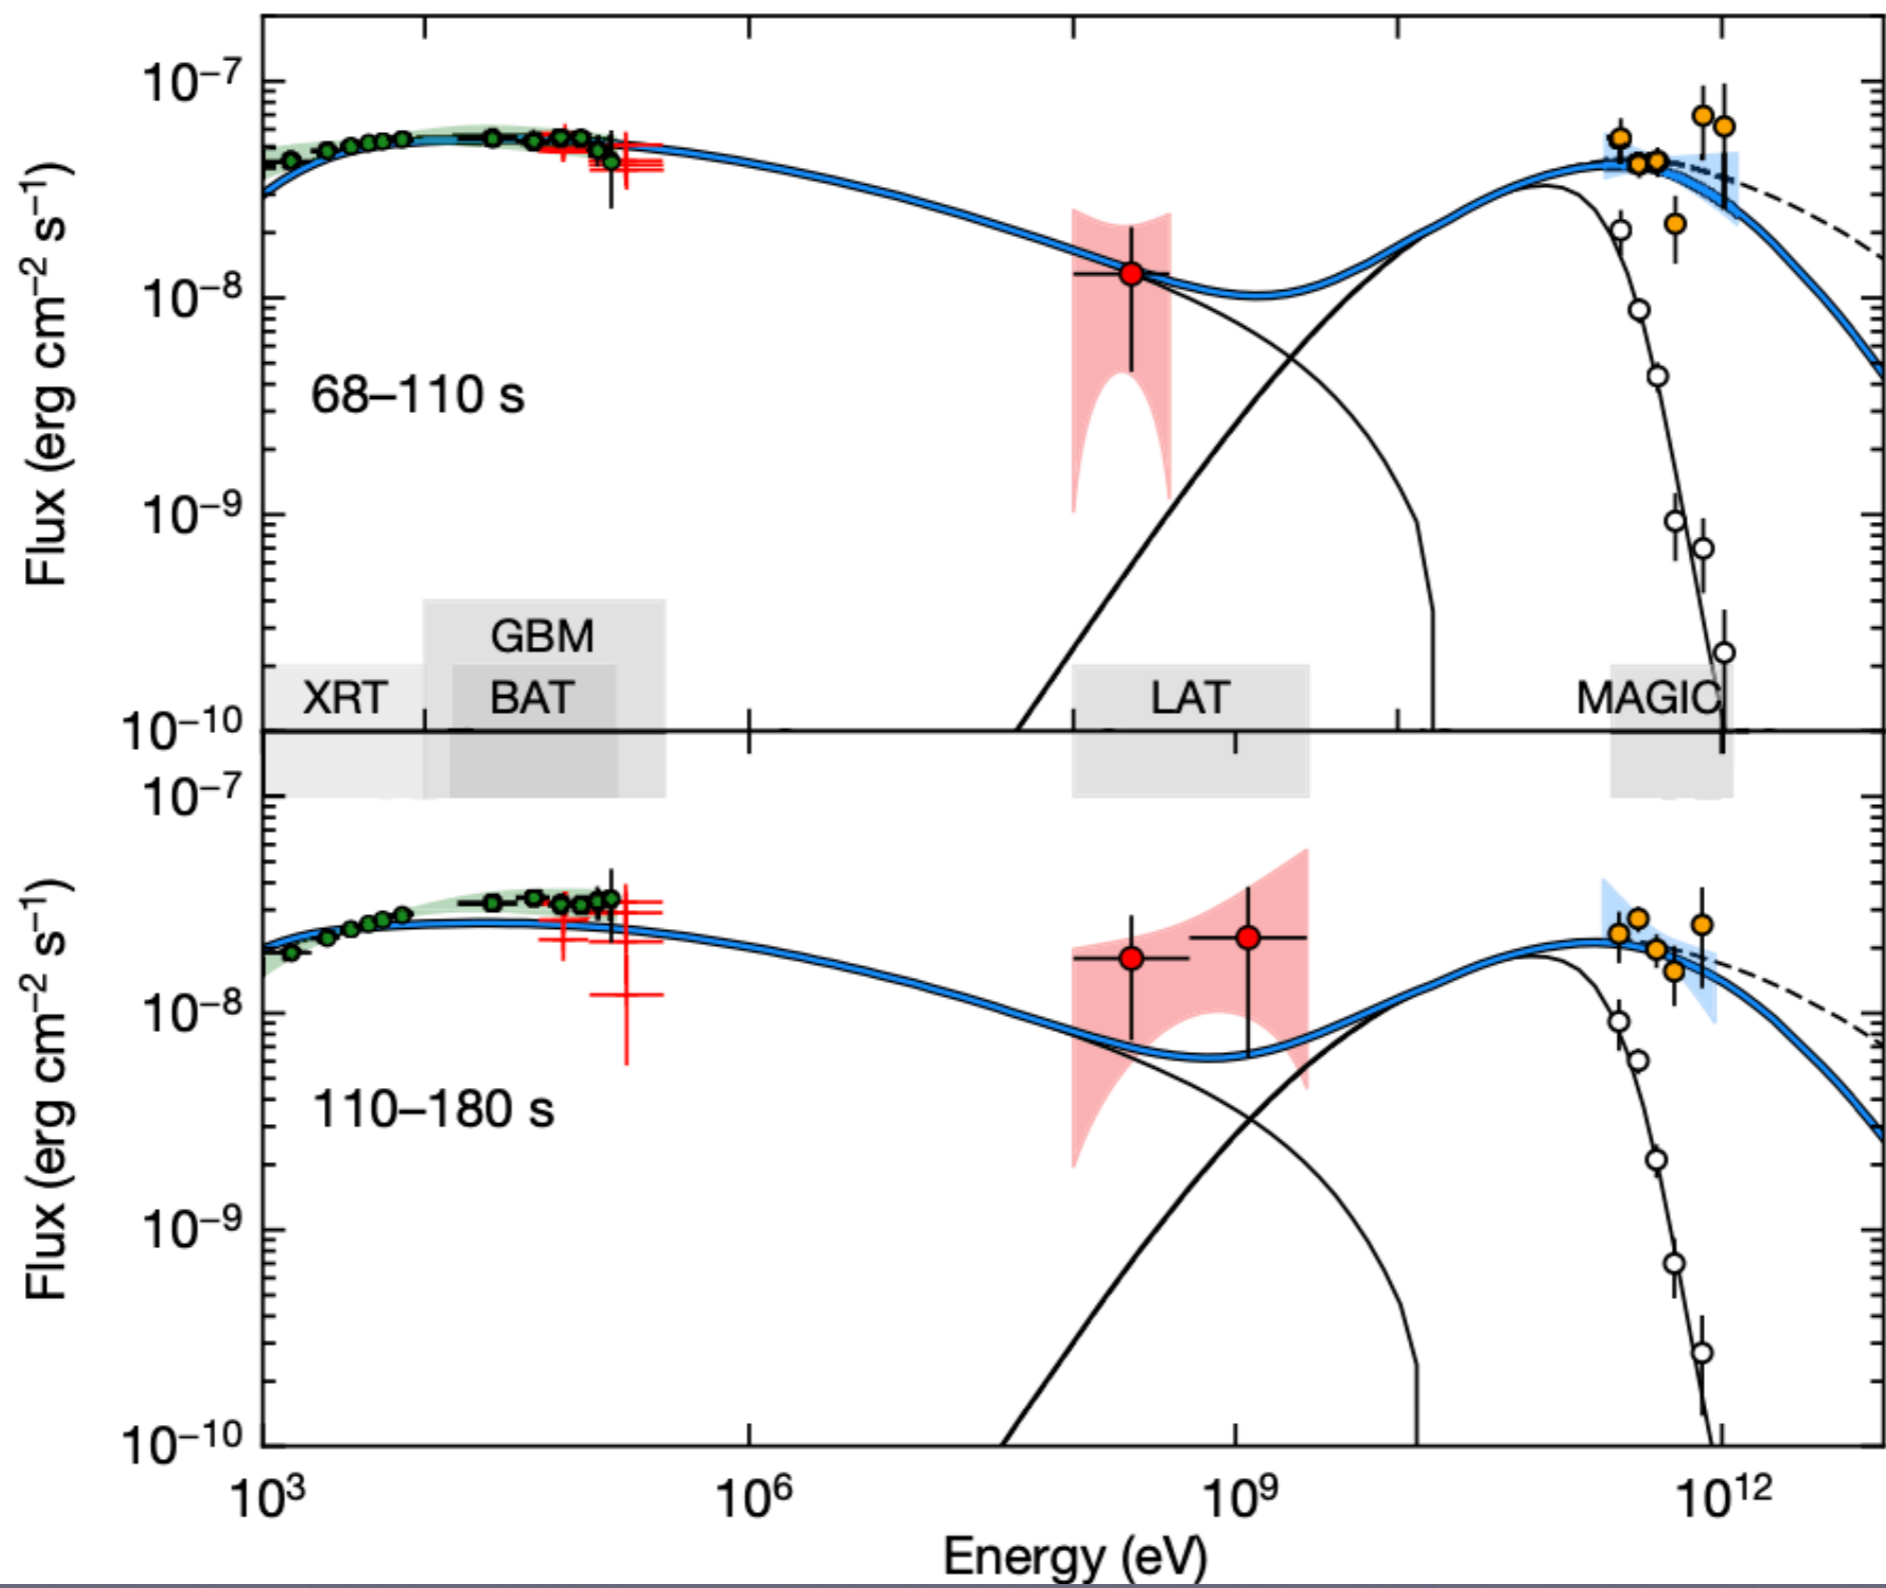 10⁻⁷
10⁻⁸
10⁻⁹
10⁻¹⁰
Flux (erg cm⁻² s⁻¹)
68–110 s
GBM
XRT BAT LAT MAGIC
10⁻⁷
10⁻⁸
10⁻⁹
10⁻¹⁰
Flux (erg cm⁻² s⁻¹)
110–180 s
10³ 10⁶ 10⁹ 10¹²
Energy (eV)